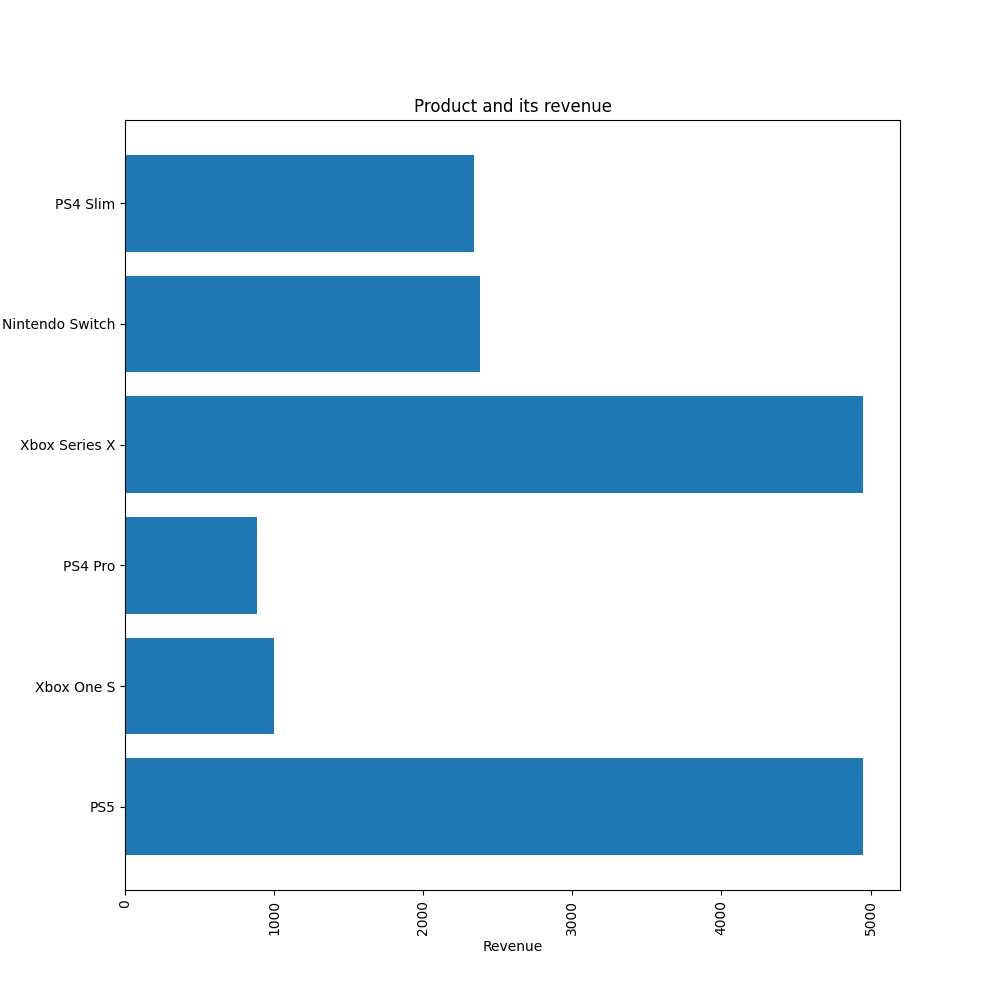 Product and its revenue
PS4 Slim
Nintendo Switch
Xbox Series X
PS4 Pro
Xbox One S
PS5
0
1000
2000
3000
4000
5000
Revenue